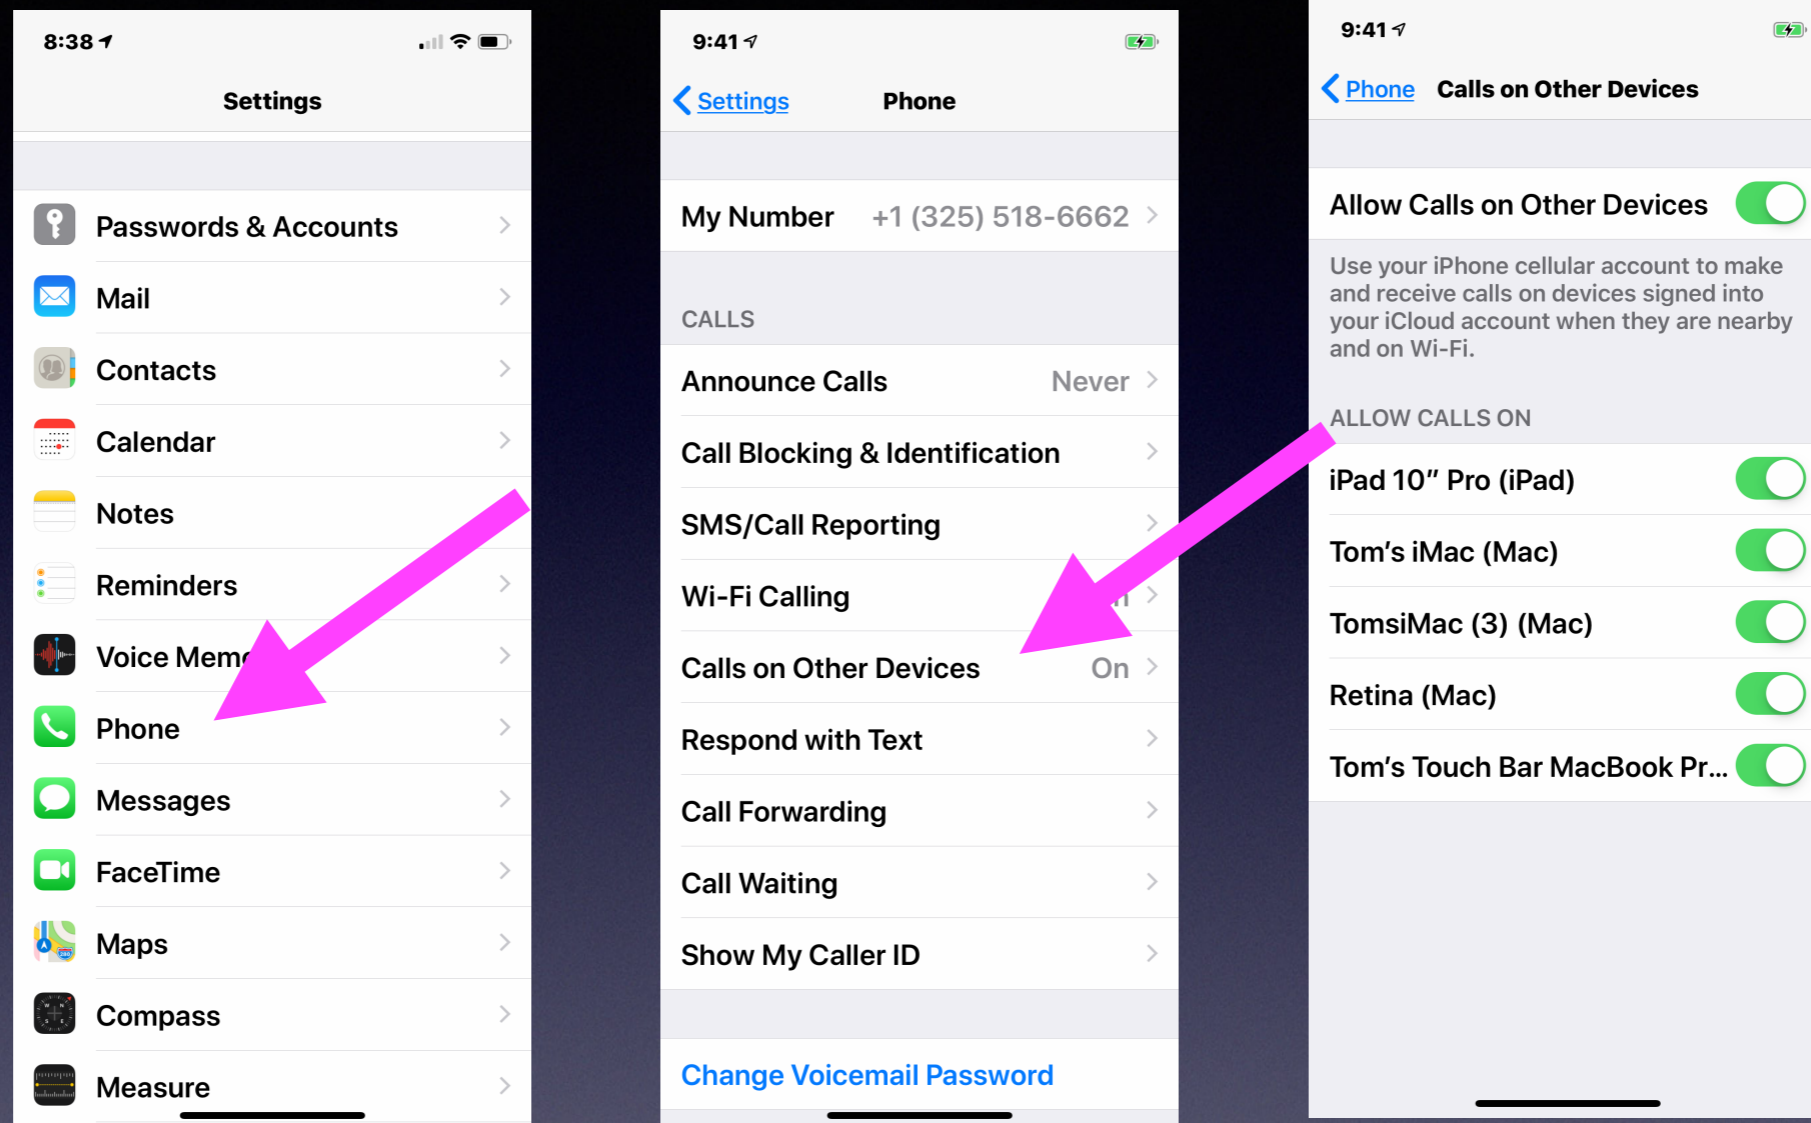 8:38
Settings
Passwords & Accounts
Mail
Contacts
Calendar
Notes
Reminders
Voice Memo
Phone
Messages
FaceTime
Maps
Compass
Measure
9:41
Settings
Phone
My Number +1 (325) 518-6662
CALLS
Announce Calls Never
Call Blocking & Identification
SMS/Call Reporting
Wi-Fi Calling
Calls on Other Devices On
Respond with Text
Call Forwarding
Call Waiting
Show My Caller ID
Change Voicemail Password
9:41
Phone Calls on Other Devices
Allow Calls on Other Devices
Use your iPhone cellular account to make
and receive calls on devices signed into
your iCloud account when they are nearby
and on Wi-Fi.
ALLOW CALLS ON
iPad 10″ Pro (iPad)
Tom’s iMac (Mac)
TomsiMac (3) (Mac)
Retina (Mac)
Tom’s Touch Bar MacBook Pr...